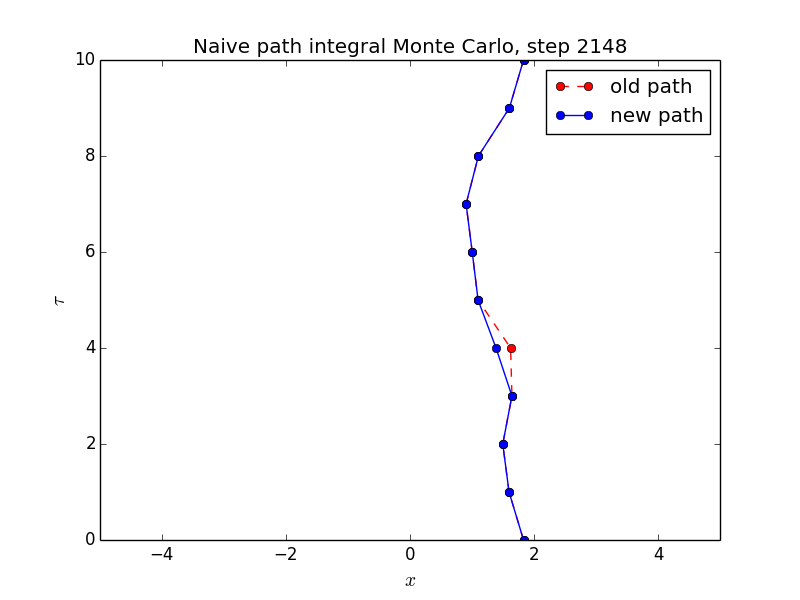 Naive path integral Monte Carlo, step 2148
old path
new path
10
8
6
4
2
0
τ
−4 −2 0 2 4
x